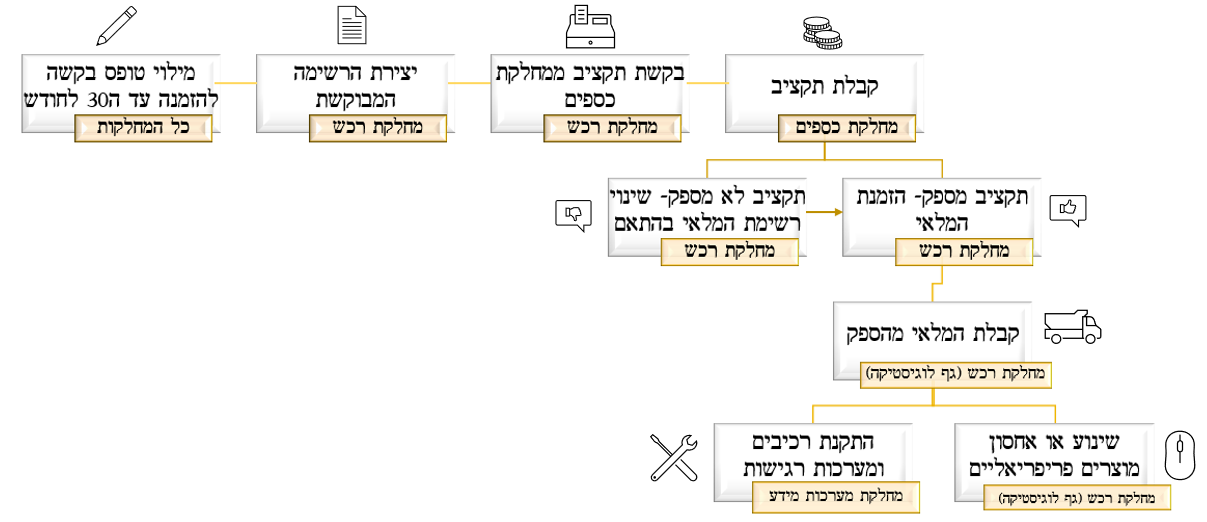 מילוי טופס בקשה
להזמנה עד ה30 לחודש
כל המחלקות
יצירת הרשימה
המבוקשת
מחלקת רכש
בקשת תקציב ממחלקת
כספים
מחלקת רכש
קבלת תקציב
מחלקת כספים
תקציב לא מספק- שינוי
רשימת המלאי בהתאם
מחלקת רכש
תקציב מספק- הזמנת
המלאי
מחלקת רכש
קבלת המלאי מהספק
מחלקת רכש (גף לוגיסטיקה)
התקנת רכיבים
ומערכות רגישות
מחלקת מערכות מידע
שינוע או אחסון
מוצרים פריפריאליים
מחלקת רכש (גף לוגיסטיקה)